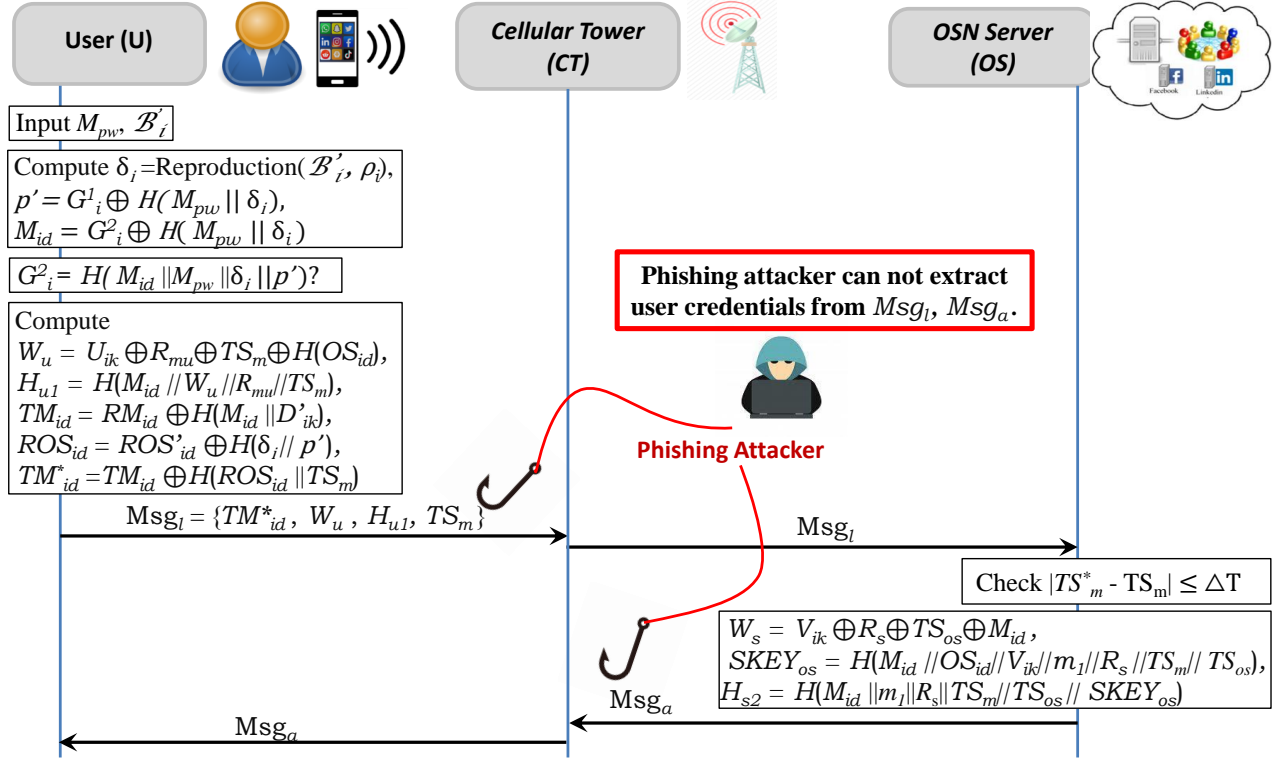 User (U)
Cellular Tower
(CT)
OSN Server
(OS)
Facebook
Linkedin
Input M_pw, ℬ'_i
Compute δ_i =Reproduction(ℬ'_i, ρ_i),
p' = G¹_i ⊕ H( M_pw || δ_i),
M_id = G²_i ⊕ H( M_pw || δ_i)
G²_i = H( M_id ||M_pw ||δ_i ||p')?
Compute
W_u = U_ik ⊕R_mu⊕TS_m⊕H(OS_id),
H_u1 = H(M_id //W_u//R_mu//TS_m),
TM_id = RM_id ⊕H(M_id ||D'_ik),
ROS_id = ROS'_id ⊕H(δ_i// p'),
TM*_id =TM_id ⊕H(ROS_id ||TS_m)
Phishing attacker can not extract
user credentials from Msg_l, Msg_a.
Phishing Attacker
Msg_l = {TM*_id , W_u , H_u1, TS_m}
Msg_l
Check |TS*_m - TS_m| ≤ △T
W_s = V_ik ⊕R_s⊕TS_os⊕M_id ,
SKEY_os = H(M_id //OS_id//V_ik//m_1//R_s //TS_m// TS_os),
H_s2 = H(M_id ||m_1||R_s||TS_m//TS_os// SKEY_os)
Msg_a
Msg_a